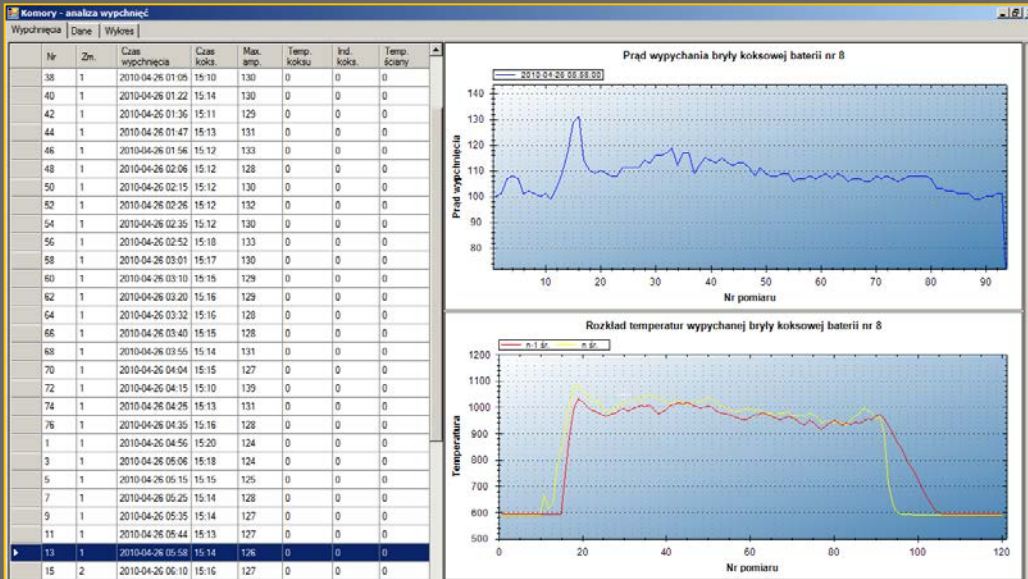 Komory - analiza wypchnięć
Wypchnięcia Dane Wykres
Nr Zm. Czas wypchnięcia Czas koks. Max. amp. Temp. koksu Ind. koks. Temp. ściany
38 1 2010-04-26 01:05 15:10 130 0 0 0
40 1 2010-04-26 01:22 15:14 130 0 0 0
42 1 2010-04-26 01:36 15:11 129 0 0 0
44 1 2010-04-26 01:47 15:13 131 0 0 0
46 1 2010-04-26 01:56 15:12 133 0 0 0
48 1 2010-04-26 02:06 15:12 128 0 0 0
50 1 2010-04-26 02:15 15:12 130 0 0 0
52 1 2010-04-26 02:26 15:12 132 0 0 0
54 1 2010-04-26 02:35 15:12 130 0 0 0
56 1 2010-04-26 02:52 15:18 133 0 0 0
58 1 2010-04-26 03:01 15:17 130 0 0 0
60 1 2010-04-26 03:10 15:15 129 0 0 0
62 1 2010-04-26 03:20 15:16 129 0 0 0
64 1 2010-04-26 03:32 15:16 128 0 0 0
66 1 2010-04-26 03:40 15:15 128 0 0 0
68 1 2010-04-26 03:55 15:14 131 0 0 0
70 1 2010-04-26 04:04 15:15 127 0 0 0
72 1 2010-04-26 04:15 15:10 139 0 0 0
74 1 2010-04-26 04:25 15:13 131 0 0 0
76 1 2010-04-26 04:35 15:16 128 0 0 0
1 1 2010-04-26 04:56 15:20 124 0 0 0
3 1 2010-04-26 05:06 15:18 124 0 0 0
5 1 2010-04-26 05:15 15:15 125 0 0 0
7 1 2010-04-26 05:25 15:14 128 0 0 0
9 1 2010-04-26 05:35 15:14 127 0 0 0
11 1 2010-04-26 05:44 15:13 127 0 0 0
13 1 2010-04-26 05:58 15:14 126 0 0 0
15 2 2010-04-26 06:10 15:16 127 0 0 0
Prąd wypychania bryły koksowej baterii nr 8
2010-04-26 05:58:00
Prąd wypchnięcia
140
130
120
110
100
90
80
10 20 30 40 50 60 70 80 90
Nr pomiaru
Rozkład temperatur wypychanej bryły koksowej baterii nr 8
n-1 śr. n śr.
Temperatura
1200
1100
1000
900
800
700
600
500
0 20 40 60 80 100 120
Nr pomiaru